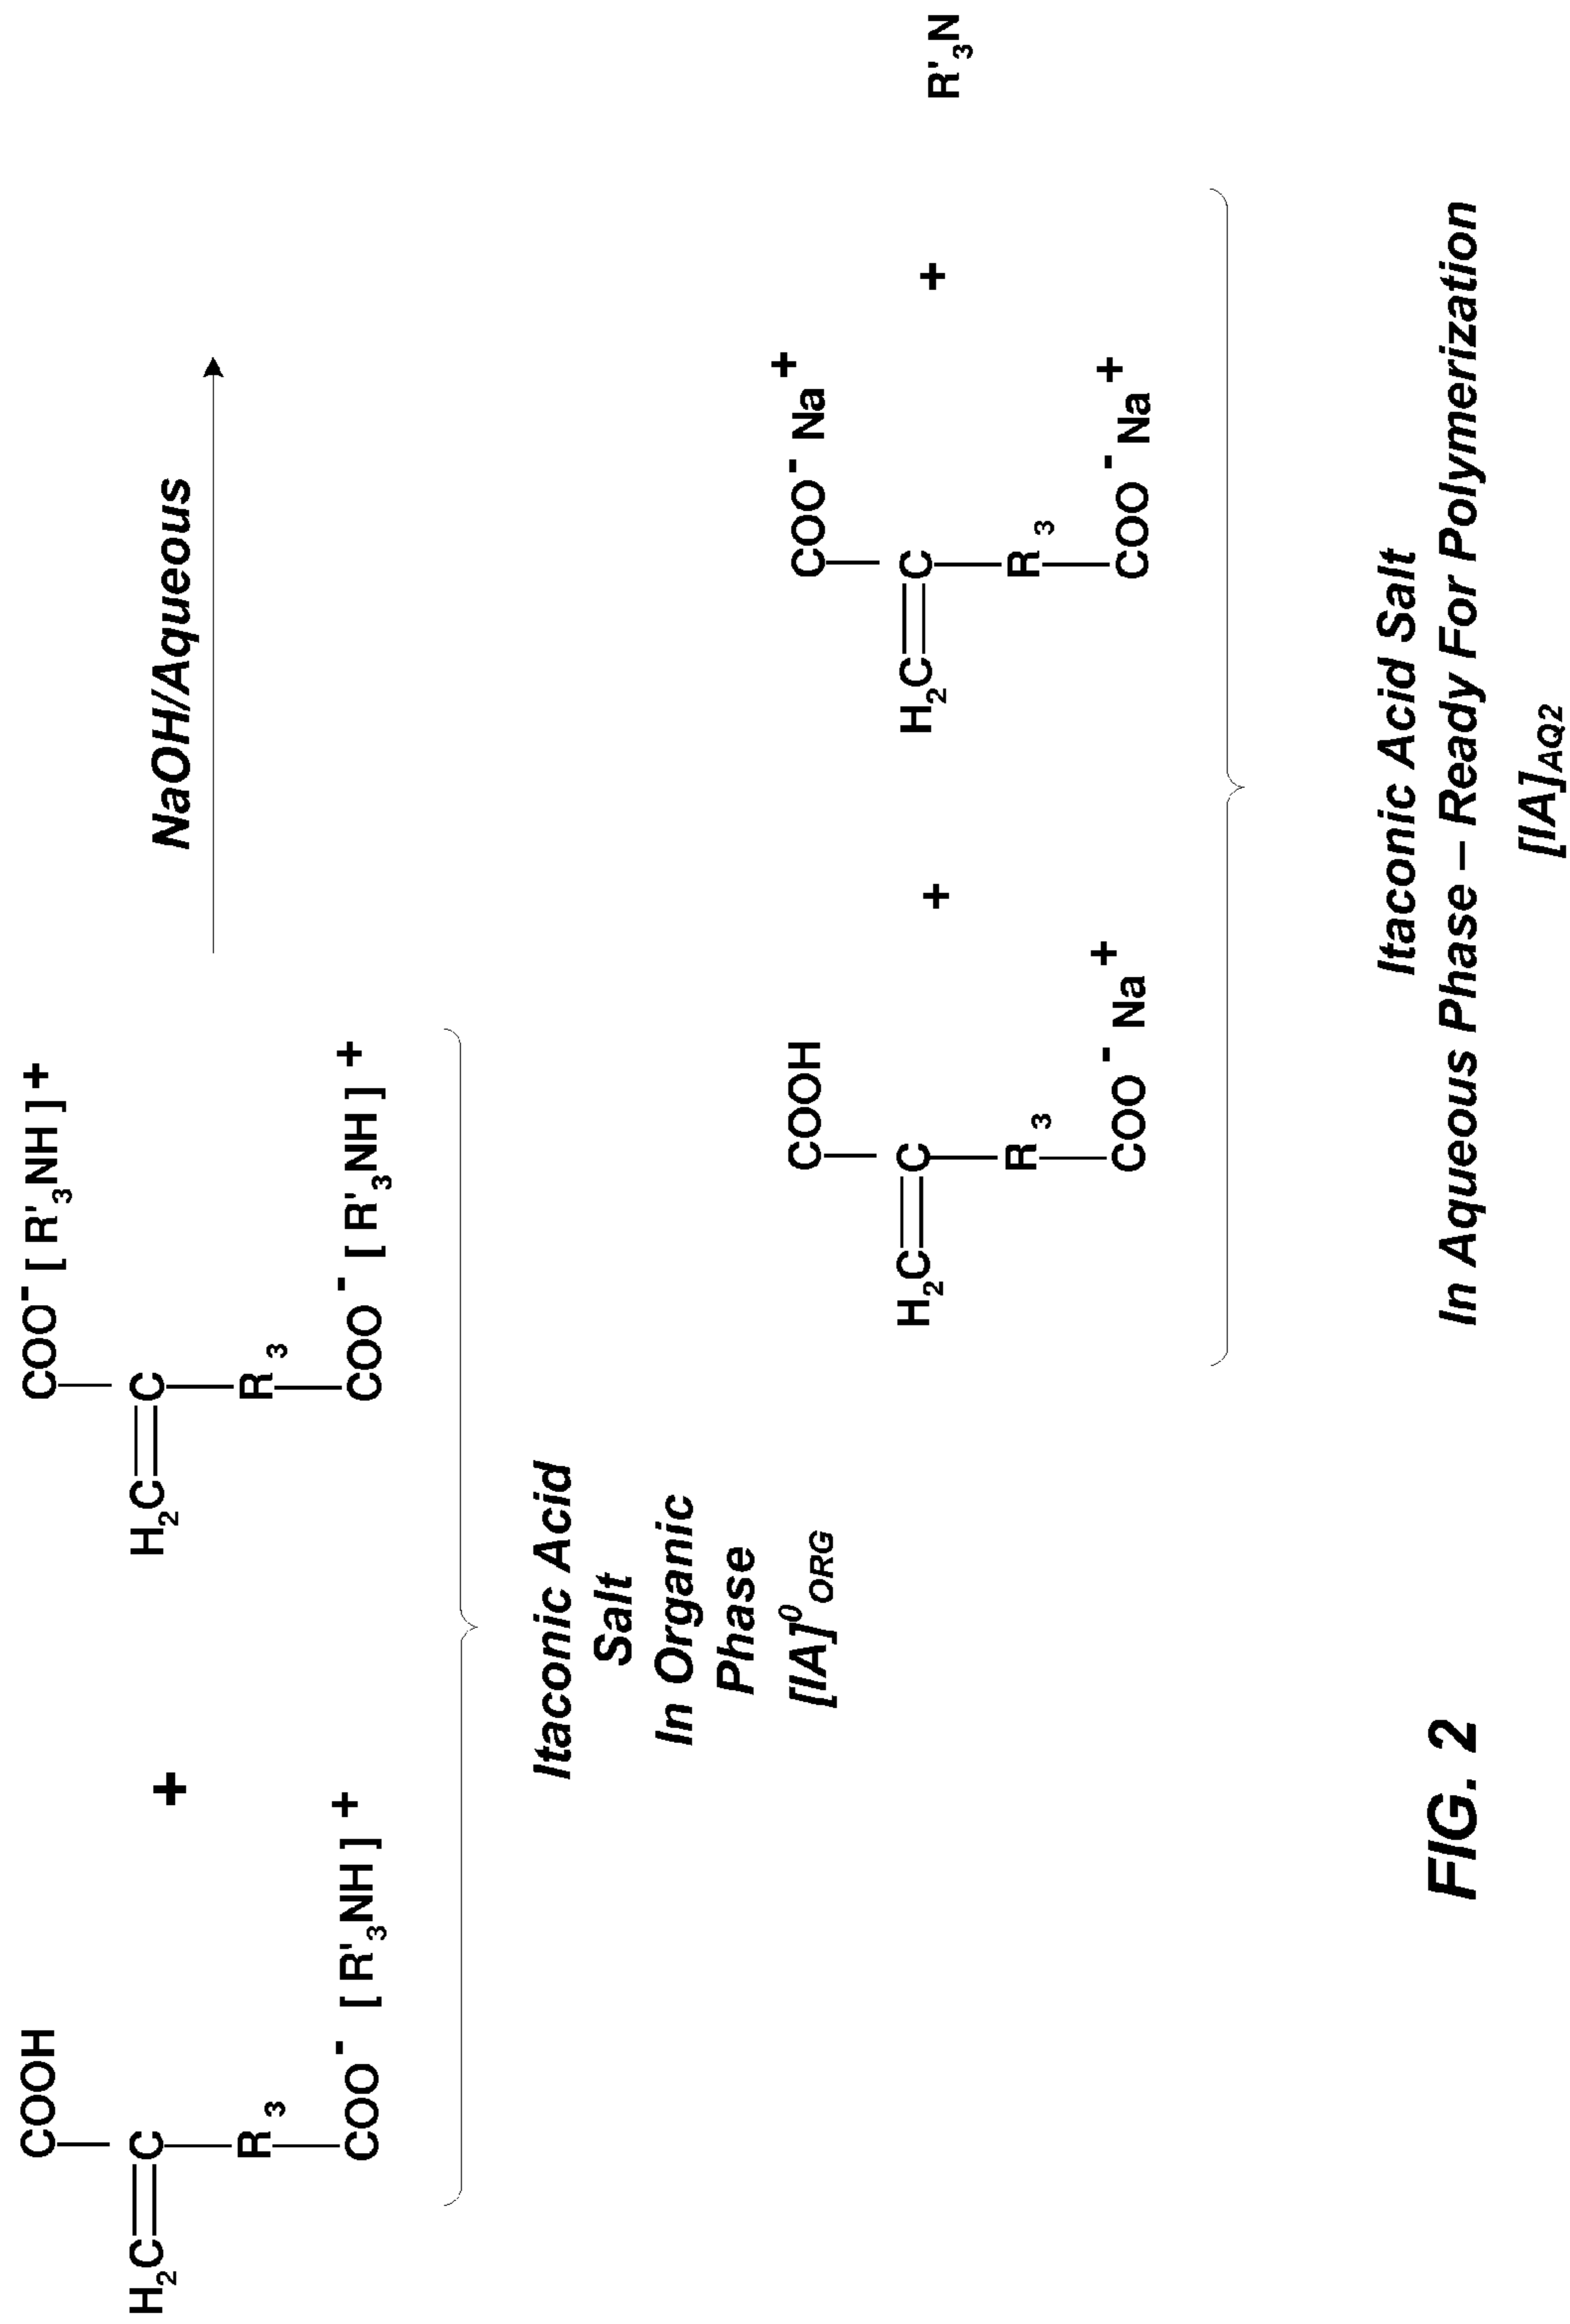 COOH
H2C=C
R3
COO- [ R'3NH ] +
+
COO- [ R'3NH ] +
H2C=C
R3
COO- [ R'3NH ] +
NaOH/Aqueous
Itaconic Acid
Salt
In Organic
Phase
[IA]0 ORG
COOH
H2C=C
R3
COO- Na+
+
COO- Na+
H2C=C
R3
COO- Na+
+
R'3N
Itaconic Acid Salt
In Aqueous Phase – Ready For Polymerization
[IA]AQ2
FIG. 2